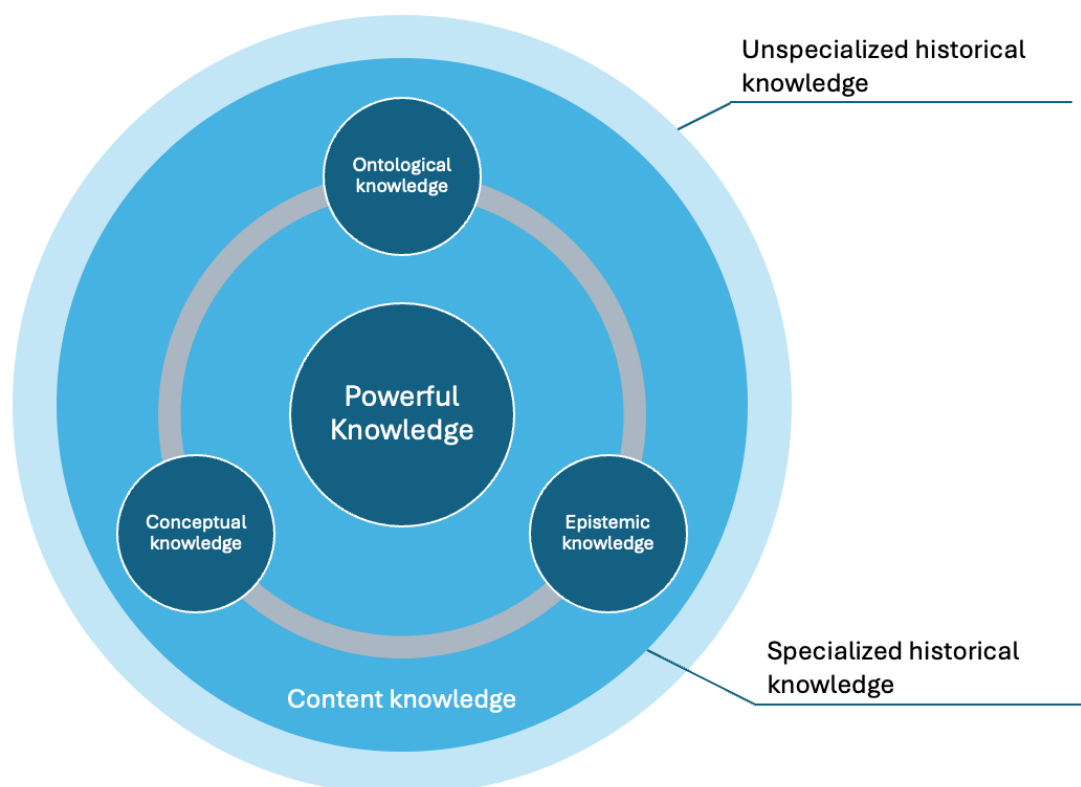 Unspecialized historical
knowledge
Ontological
knowledge
Powerful
Knowledge
Conceptual
knowledge
Epistemic
knowledge
Specialized historical
knowledge
Content knowledge